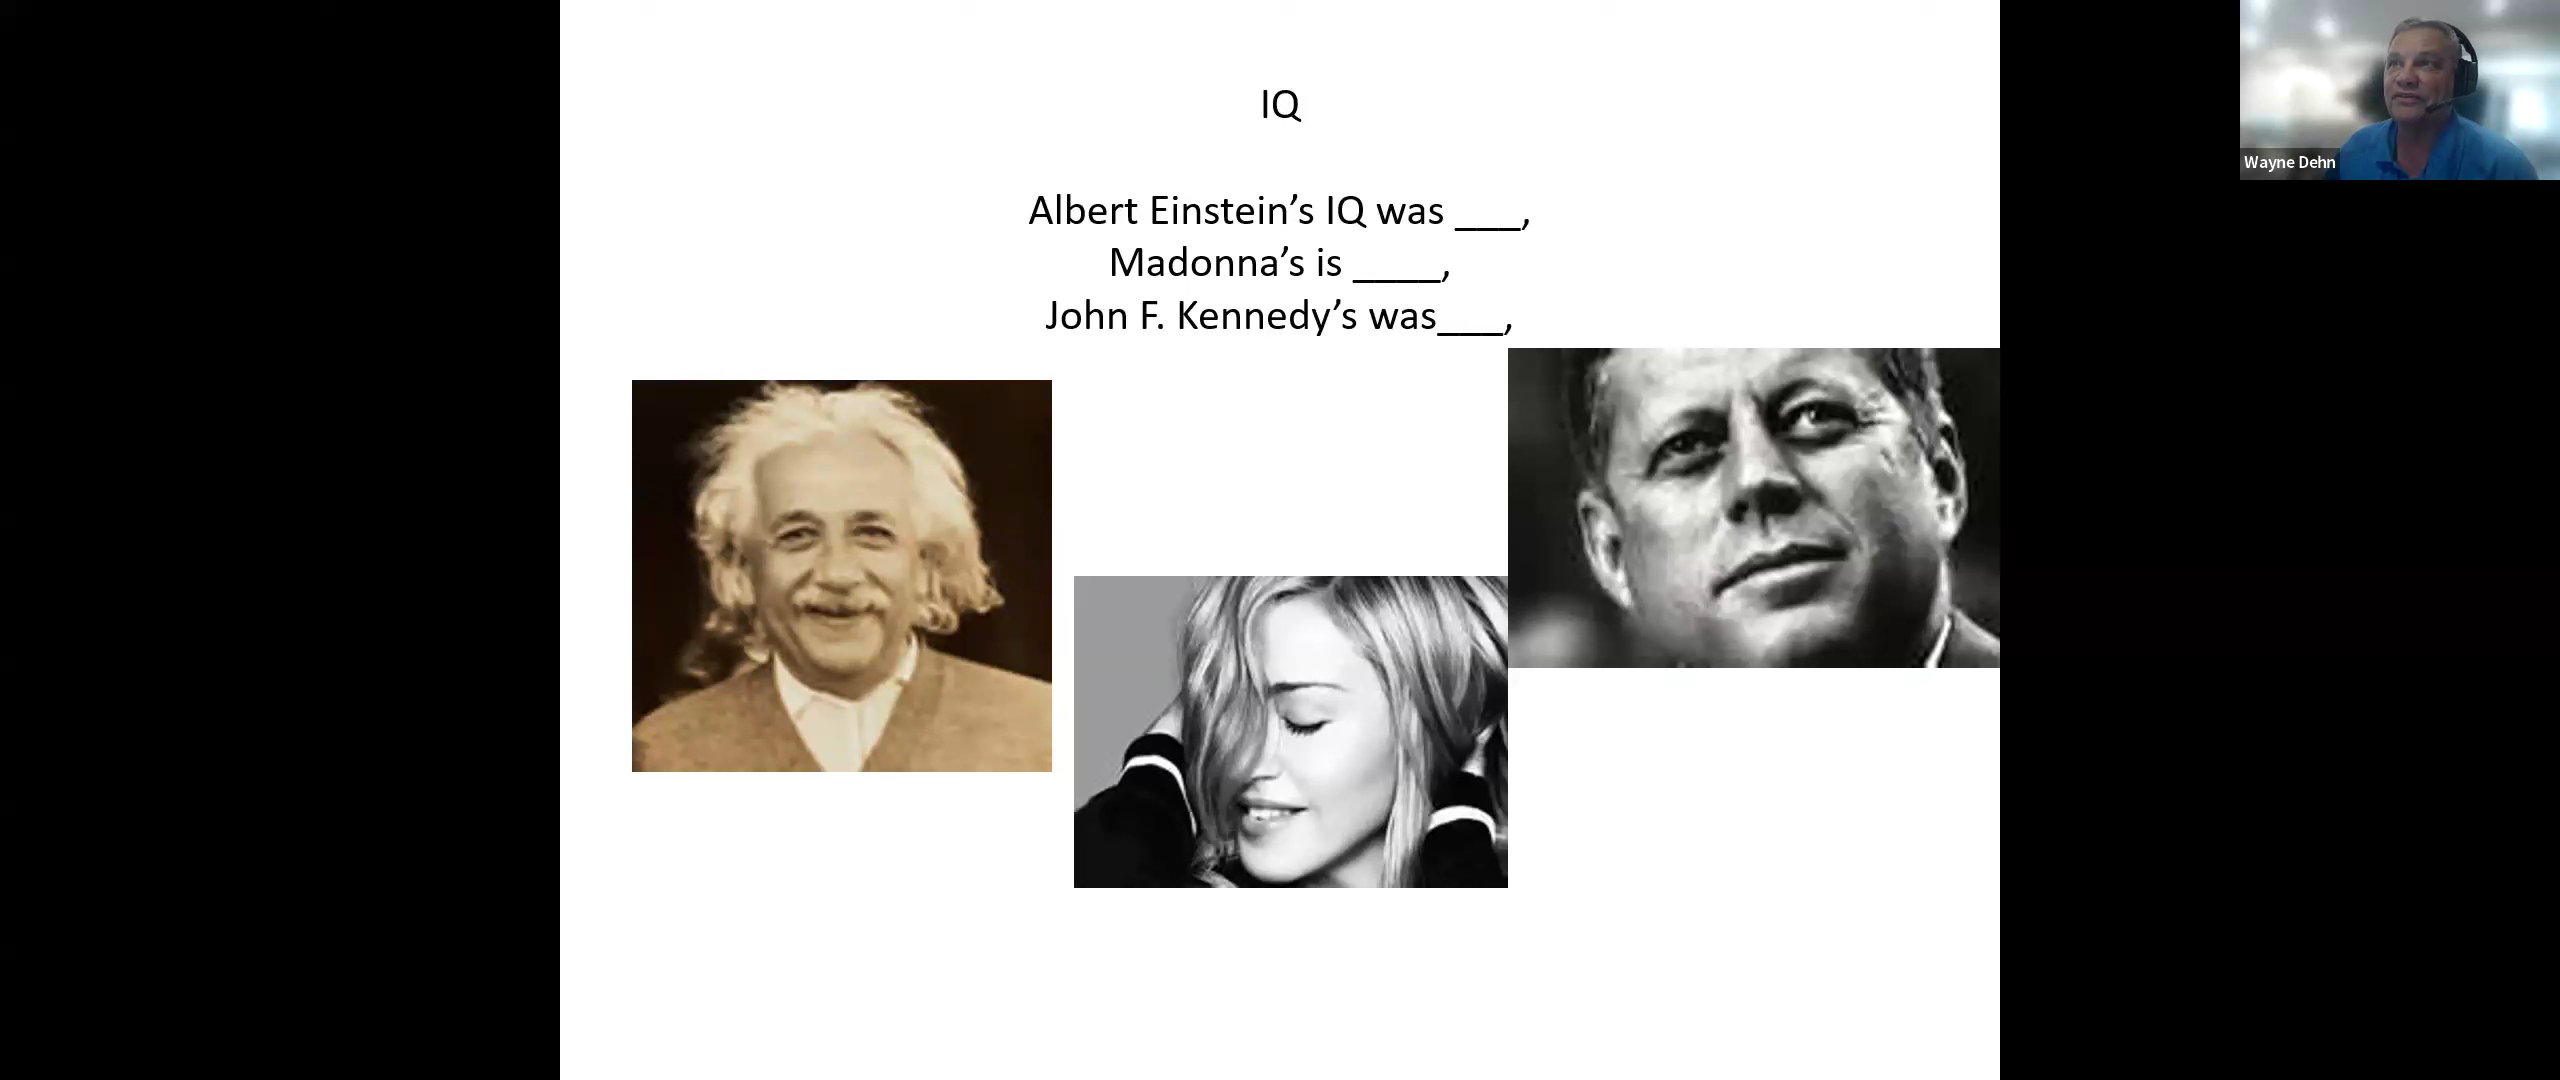 IQ
Albert Einstein’s IQ was ___,
Madonna’s is ____,
John F. Kennedy’s was___,
Wayne Dehn